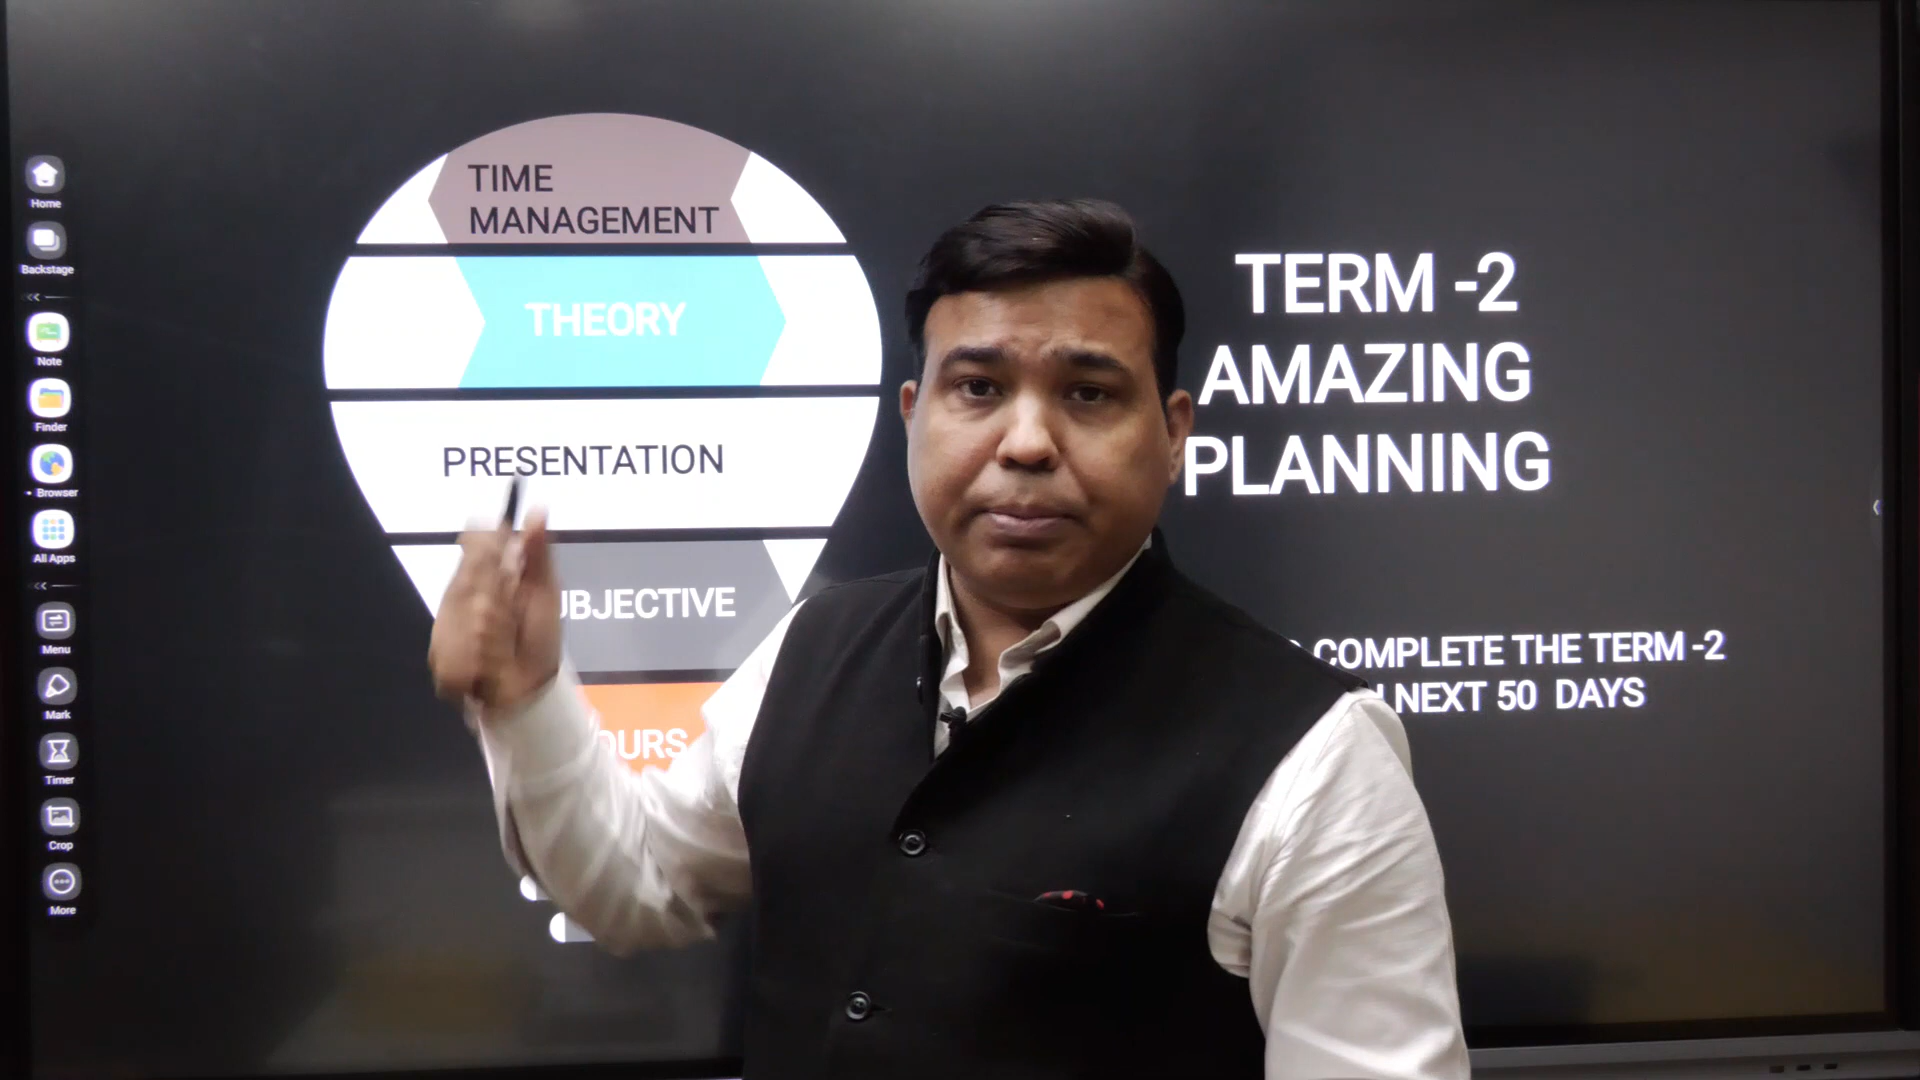 Home
Backstage
Note
Finder
Browser
All Apps
Menu
Mark
Timer
Crop
More
TIME
MANAGEMENT
THEORY
PRESENTATION
TERM -2
AMAZING
PLANNING
COMPLETE THE TERM -2
NEXT 50 DAYS